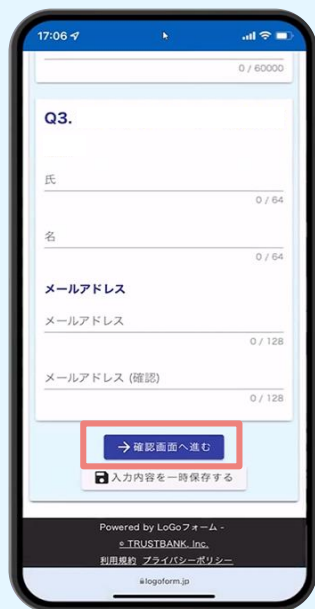 17:06
0 / 60000
Q3.
氏
0 / 64
名
0 / 64
メールアドレス
メールアドレス
0 / 128
メールアドレス (確認)
0 / 128
→確認画面へ進む
入力内容を一時保存する
Powered by LoGoフォーム -
© TRUSTBANK, Inc.
利用規約 プライバシーポリシー
logoform.jp